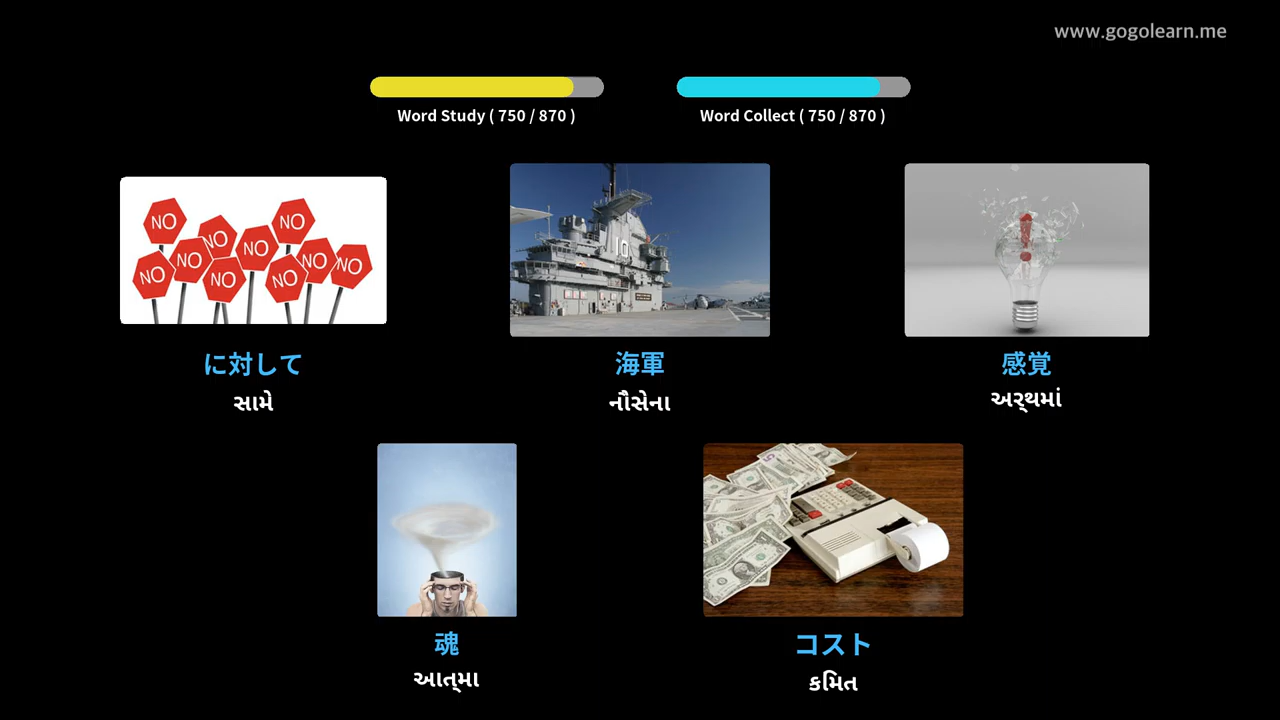 www.gogolearn.me
Word Study ( 750 / 870 )
Word Collect ( 750 / 870 )
NO
NO
NO
NO
NO
NO
NO
NO
NO
NO
10
に対して
海軍
感覚
સામે
નૌસેના
અર્થમાં
魂
コスト
આત્મા
કમિત